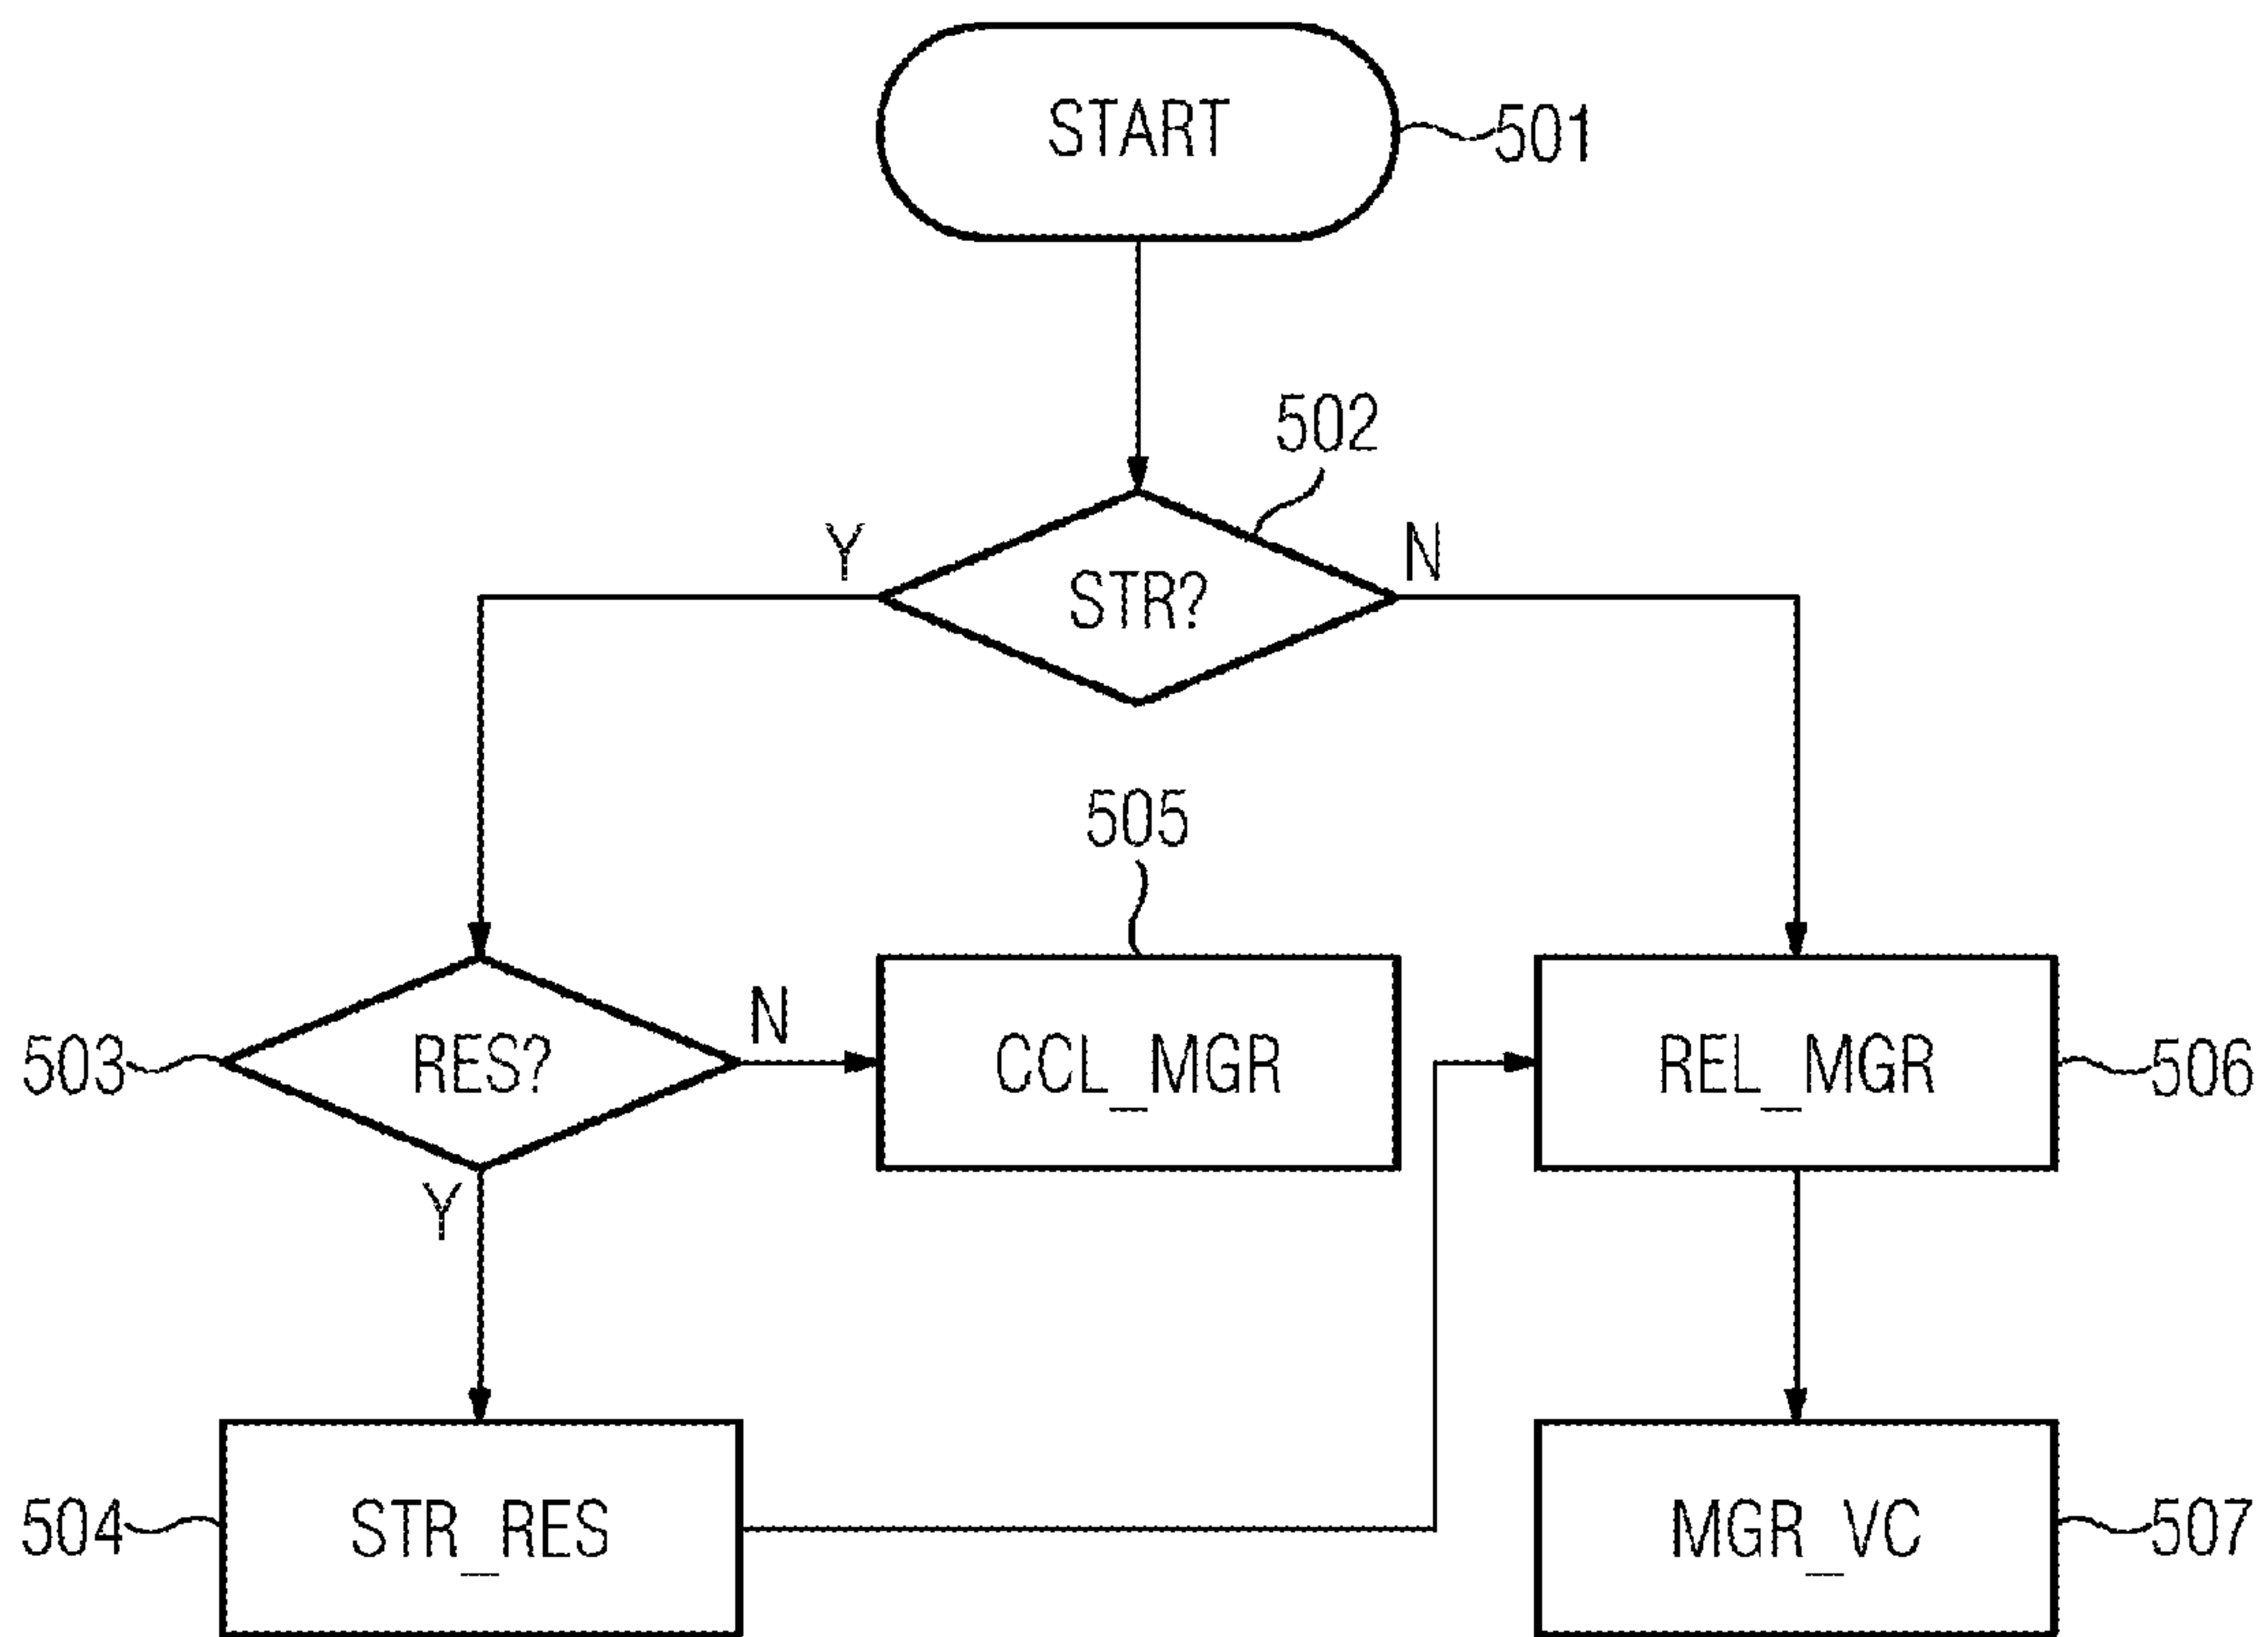 START
501
502
Y
N
STR?
505
503
RES?
N
CCL_MGR
REL_MGR
506
Y
504
STR_RES
MGR_VC
507